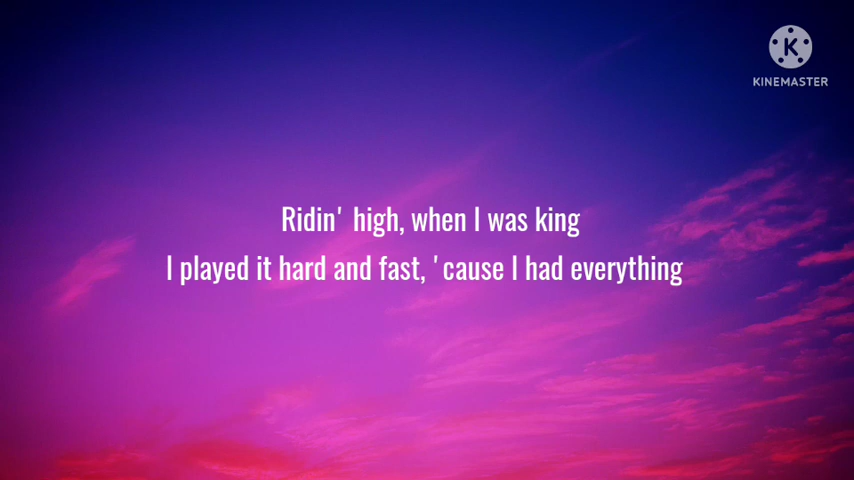 KINEMASTER
Ridin' high, when I was king
I played it hard and fast, 'cause I had everything